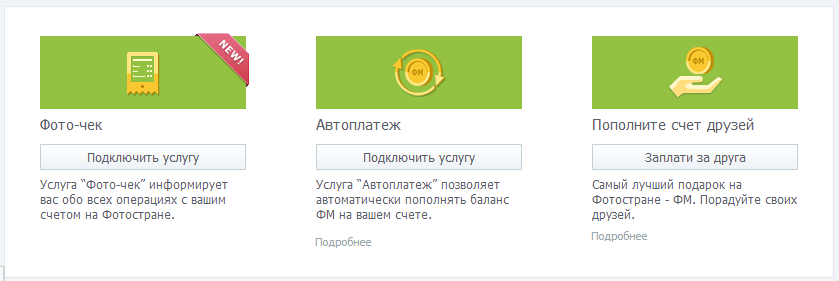 NEW!
ФМ
ФМ
Фото-чек
Автоплатеж
Пополните счет друзей
Подключить услугу
Подключить услугу
Заплати за друга
Услуга “Фото-чек” информирует
вас обо всех операциях с вашим
счетом на Фотостране.
Услуга “Автоплатеж” позволяет
автоматически пополнять баланс
ФМ на вашем счете.
Подробнее
Самый лучший подарок на
Фотостране - ФМ. Порадуйте своих
друзей.
Подробнее